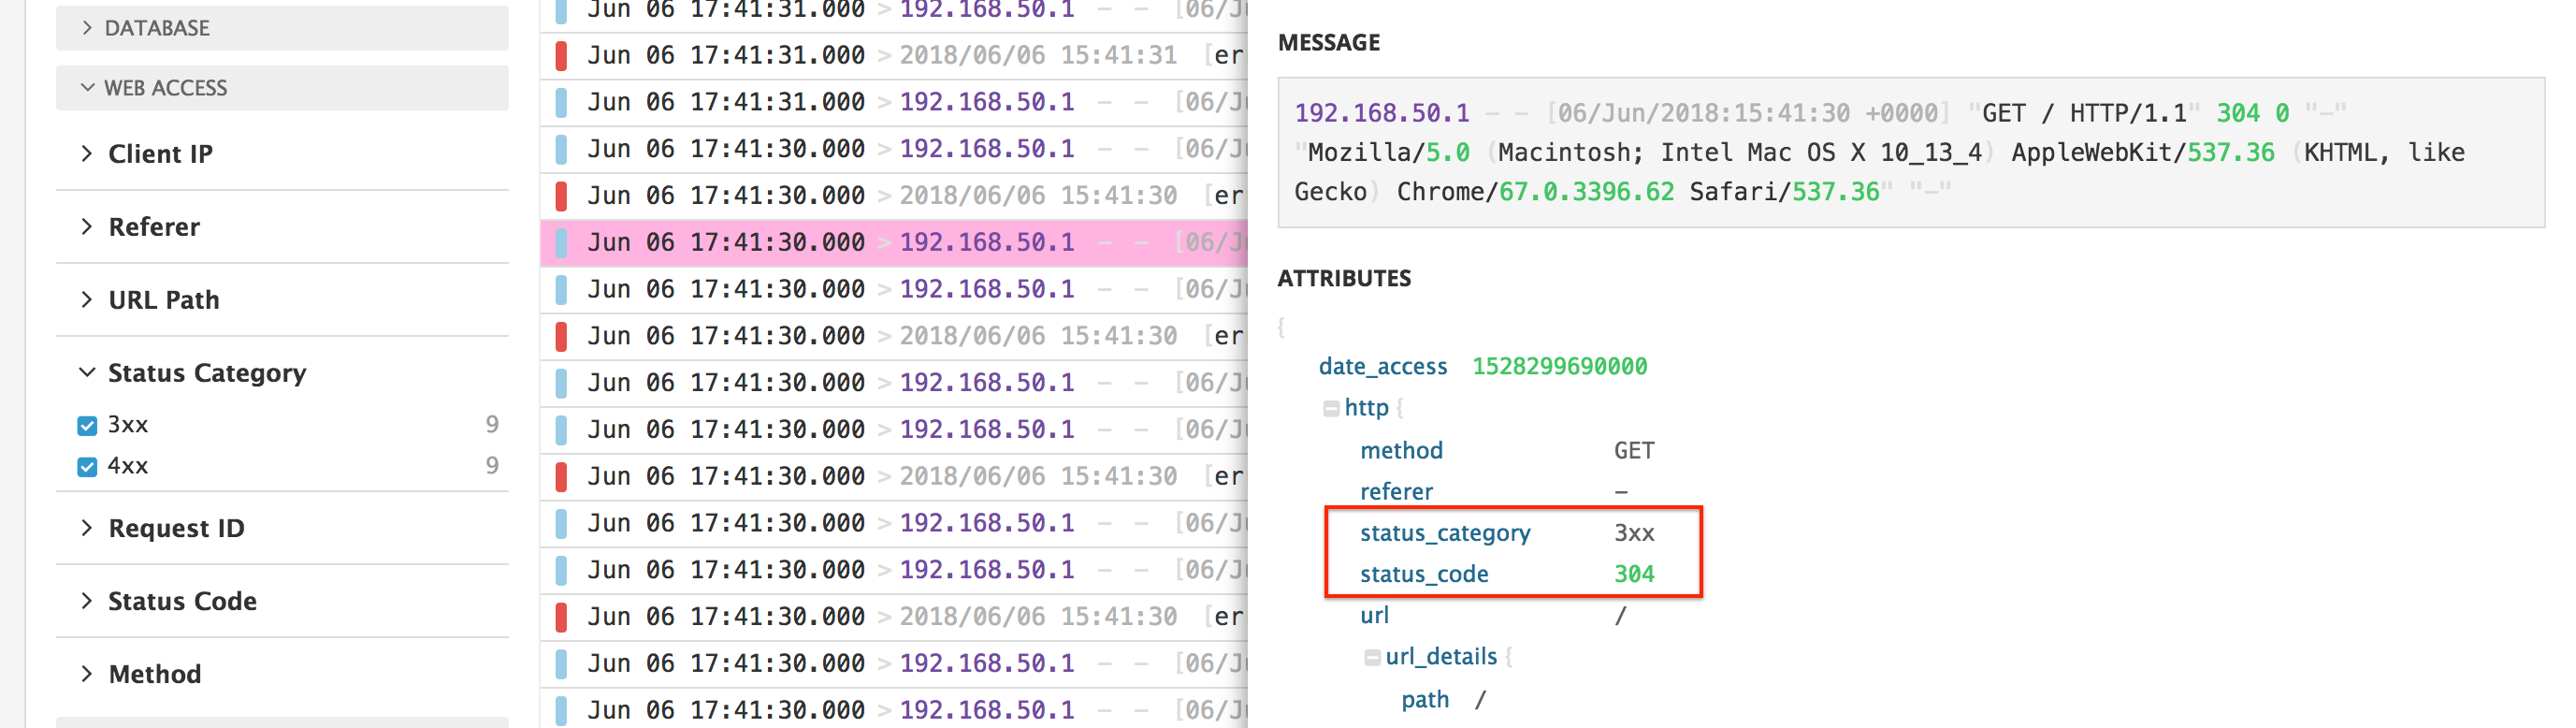 DATABASE
WEB ACCESS
Client IP
Referer
URL Path
Status Category
3xx 9
4xx 9
Request ID
Status Code
Method
Jun 06 17:41:31.000 > 192.168.50.1 – – [06/Ju
Jun 06 17:41:31.000 > 2018/06/06 15:41:31 [er
Jun 06 17:41:31.000 > 192.168.50.1 – – [06/Ju
Jun 06 17:41:30.000 > 192.168.50.1 – – [06/Ju
Jun 06 17:41:30.000 > 2018/06/06 15:41:30 [er
Jun 06 17:41:30.000 > 192.168.50.1 – – [06/Ju
Jun 06 17:41:30.000 > 192.168.50.1 – – [06/Ju
Jun 06 17:41:30.000 > 2018/06/06 15:41:30 [er
Jun 06 17:41:30.000 > 192.168.50.1 – – [06/Ju
Jun 06 17:41:30.000 > 192.168.50.1 – – [06/Ju
Jun 06 17:41:30.000 > 2018/06/06 15:41:30 [er
Jun 06 17:41:30.000 > 192.168.50.1 – – [06/Ju
Jun 06 17:41:30.000 > 192.168.50.1 – – [06/Ju
Jun 06 17:41:30.000 > 2018/06/06 15:41:30 [er
Jun 06 17:41:30.000 > 192.168.50.1 – – [06/Ju
Jun 06 17:41:30.000 > 192.168.50.1 – – [06/Ju
MESSAGE
192.168.50.1 – – [06/Jun/2018:15:41:30 +0000] "GET / HTTP/1.1" 304 0 "–"
"Mozilla/5.0 (Macintosh; Intel Mac OS X 10_13_4) AppleWebKit/537.36 (KHTML, like
Gecko) Chrome/67.0.3396.62 Safari/537.36" "–"
ATTRIBUTES
{
date_access 1528299690000
http {
method GET
referer –
status_category 3xx
status_code 304
url /
url_details {
path /